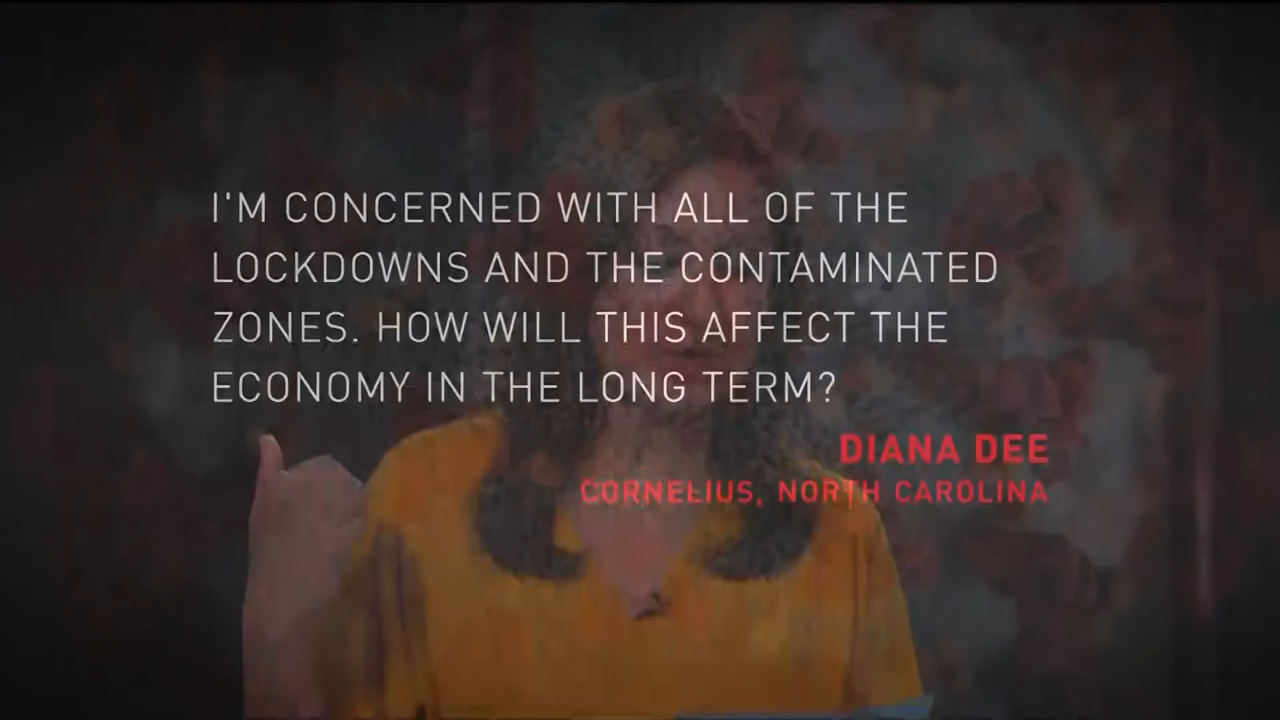 I'M CONCERNED WITH ALL OF THE
LOCKDOWNS AND THE CONTAMINATED
ZONES. HOW WILL THIS AFFECT THE
ECONOMY IN THE LONG TERM?
DIANA DEE
CORNELIUS, NORTH CAROLINA